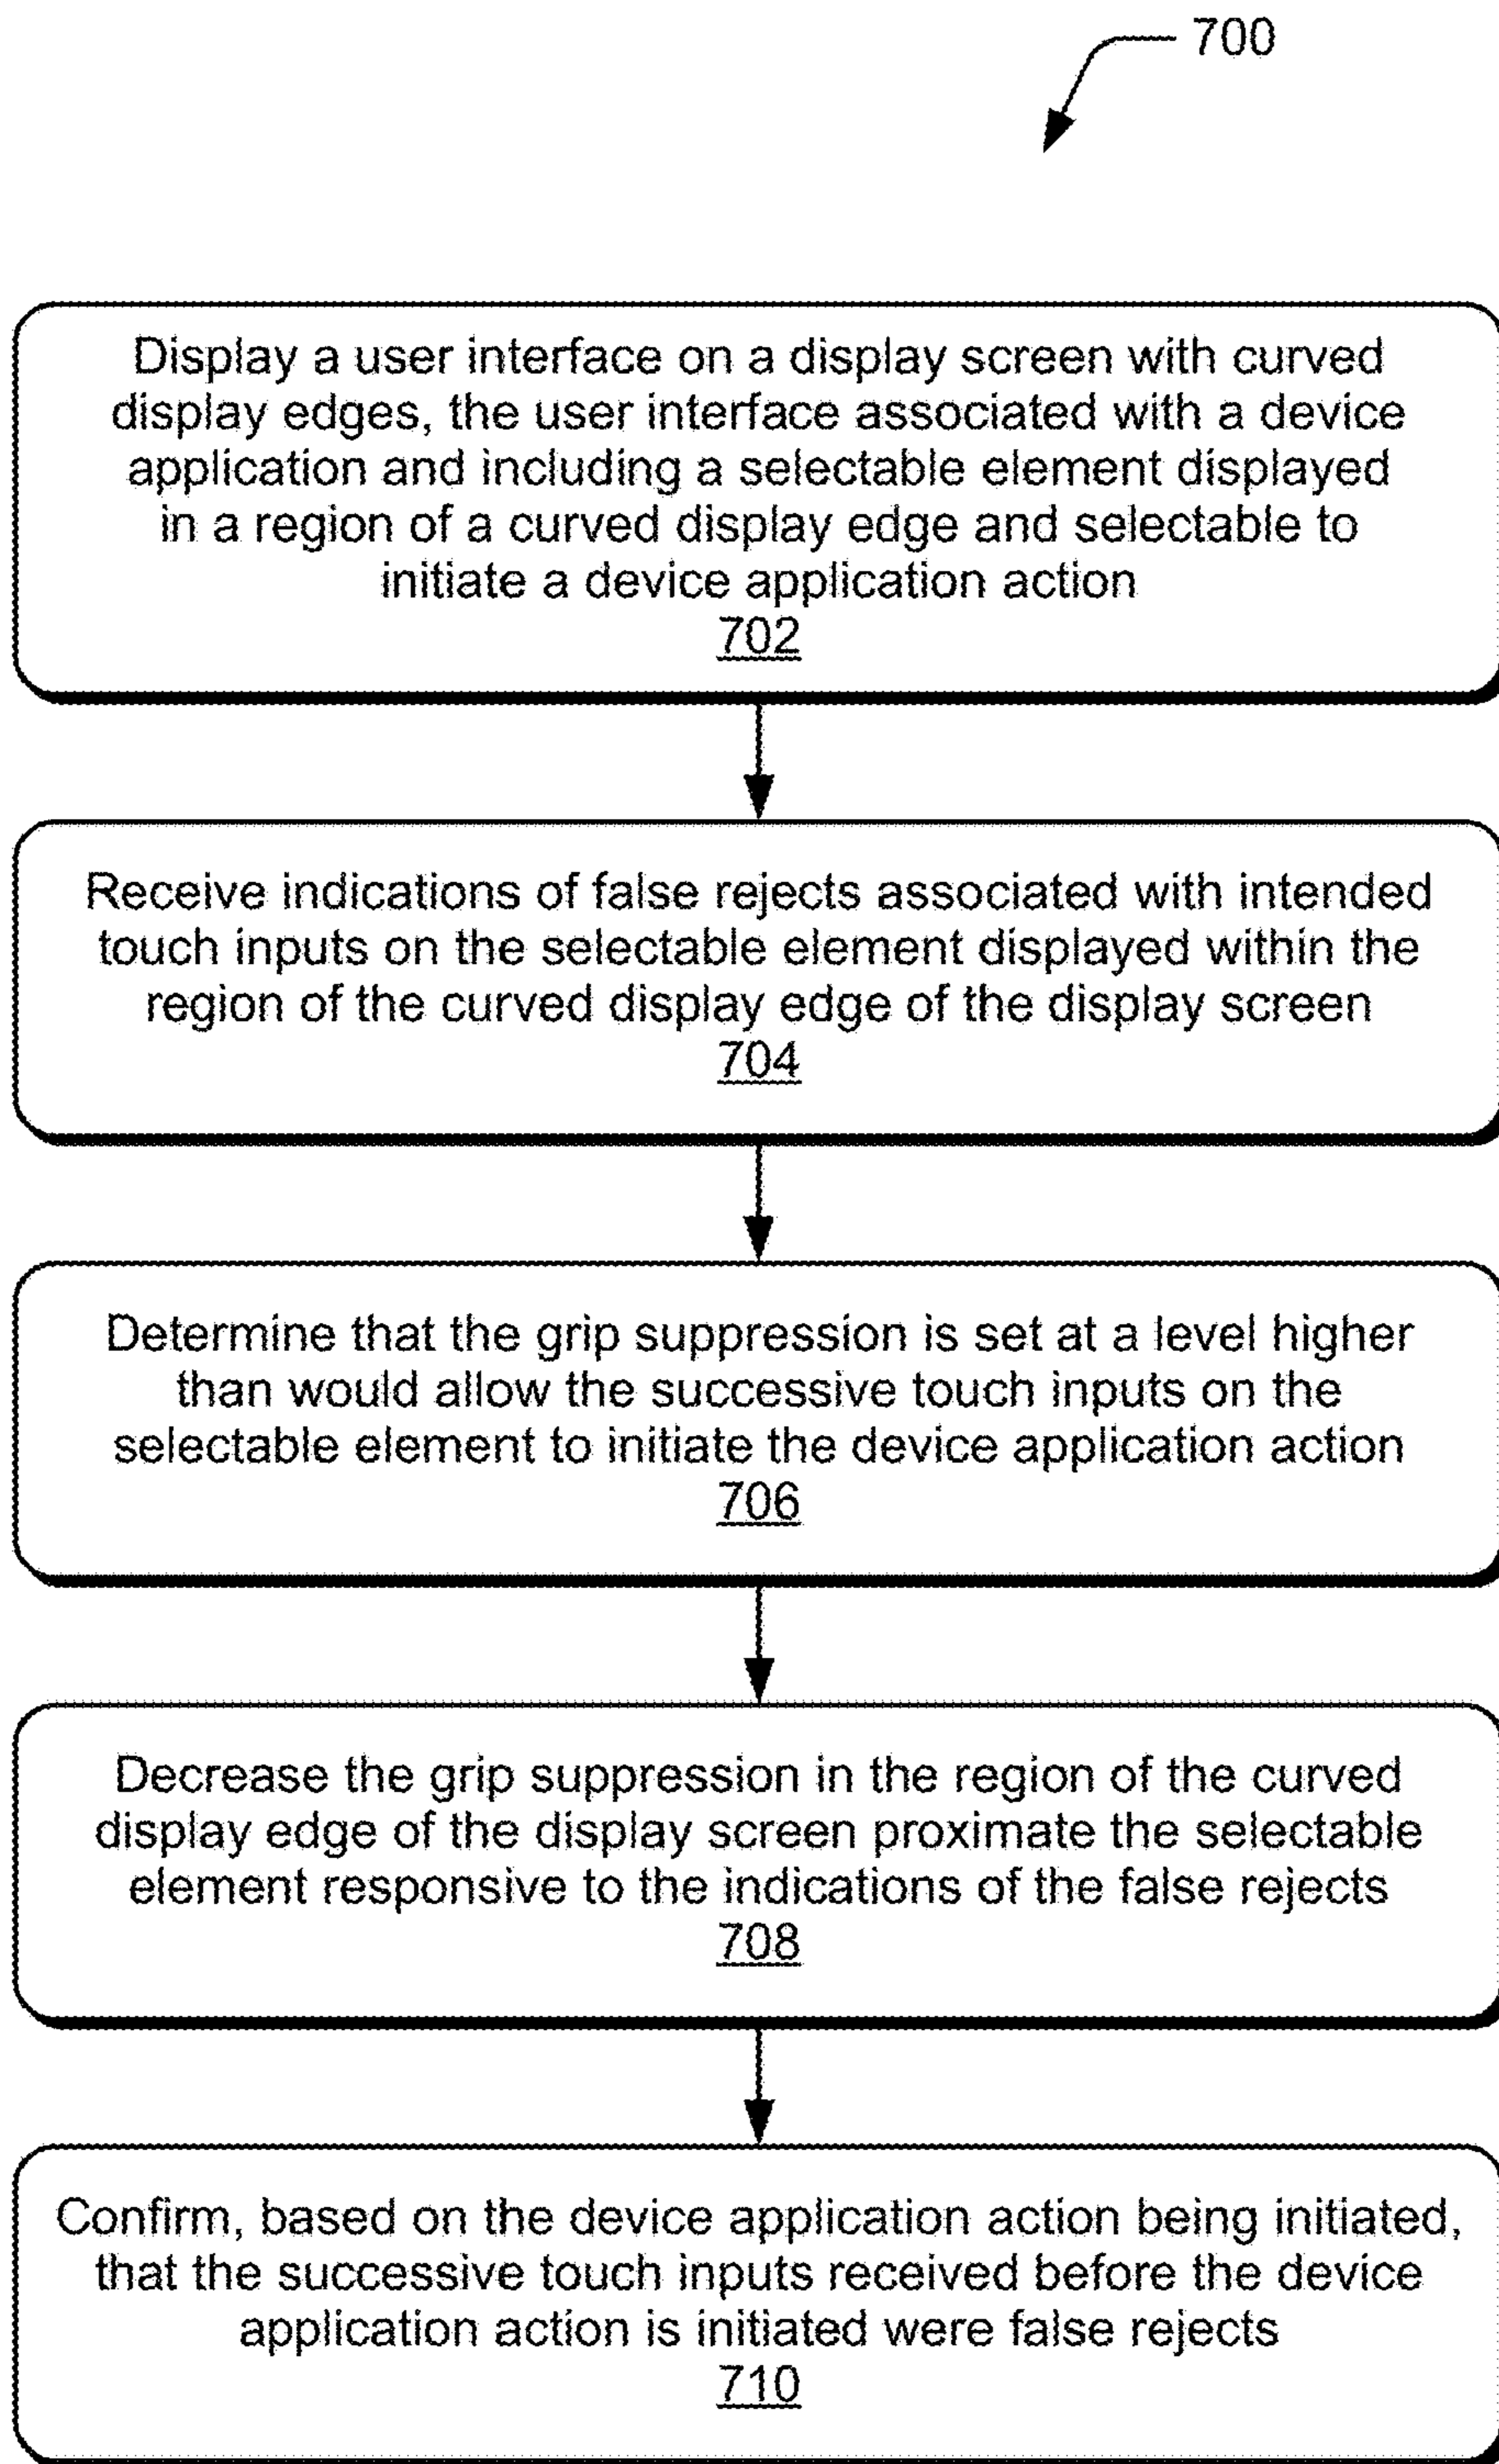 700
Display a user interface on a display screen with curved
display edges, the user interface associated with a device
application and including a selectable element displayed
in a region of a curved display edge and selectable to
initiate a device application action
702
Receive indications of false rejects associated with intended
touch inputs on the selectable element displayed within the
region of the curved display edge of the display screen
704
Determine that the grip suppression is set at a level higher
than would allow the successive touch inputs on the
selectable element to initiate the device application action
706
Decrease the grip suppression in the region of the curved
display edge of the display screen proximate the selectable
element responsive to the indications of the false rejects
708
Confirm, based on the device application action being initiated,
that the successive touch inputs received before the device
application action is initiated were false rejects
710